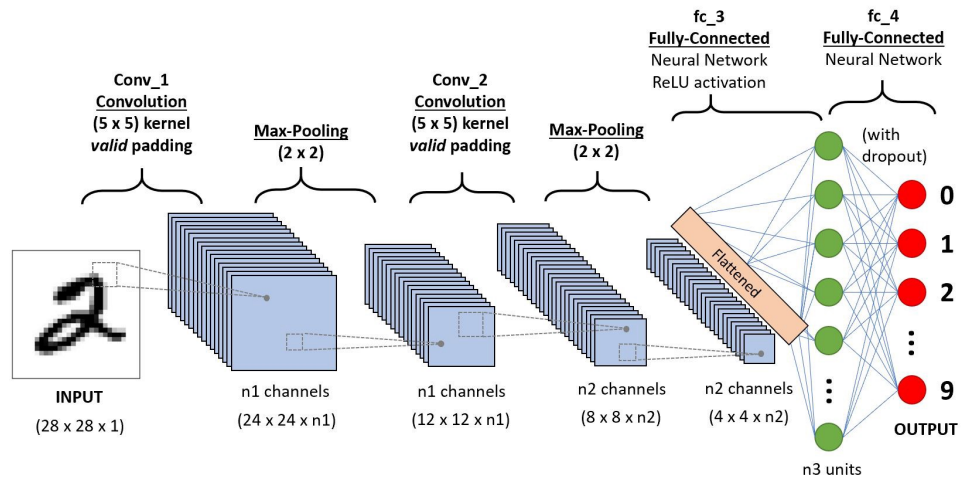 Conv_1
Convolution
(5 x 5) kernel
valid padding
Max-Pooling
(2 x 2)
Conv_2
Convolution
(5 x 5) kernel
valid padding
Max-Pooling
(2 x 2)
fc_3
Fully-Connected
Neural Network
ReLU activation
fc_4
Fully-Connected
Neural Network
(with
dropout)
INPUT
(28 x 28 x 1)
n1 channels
(24 x 24 x n1)
n1 channels
(12 x 12 x n1)
n2 channels
(8 x 8 x n2)
n2 channels
(4 x 4 x n2)
Flattened
n3 units
0
1
2
⋮
9
OUTPUT
2